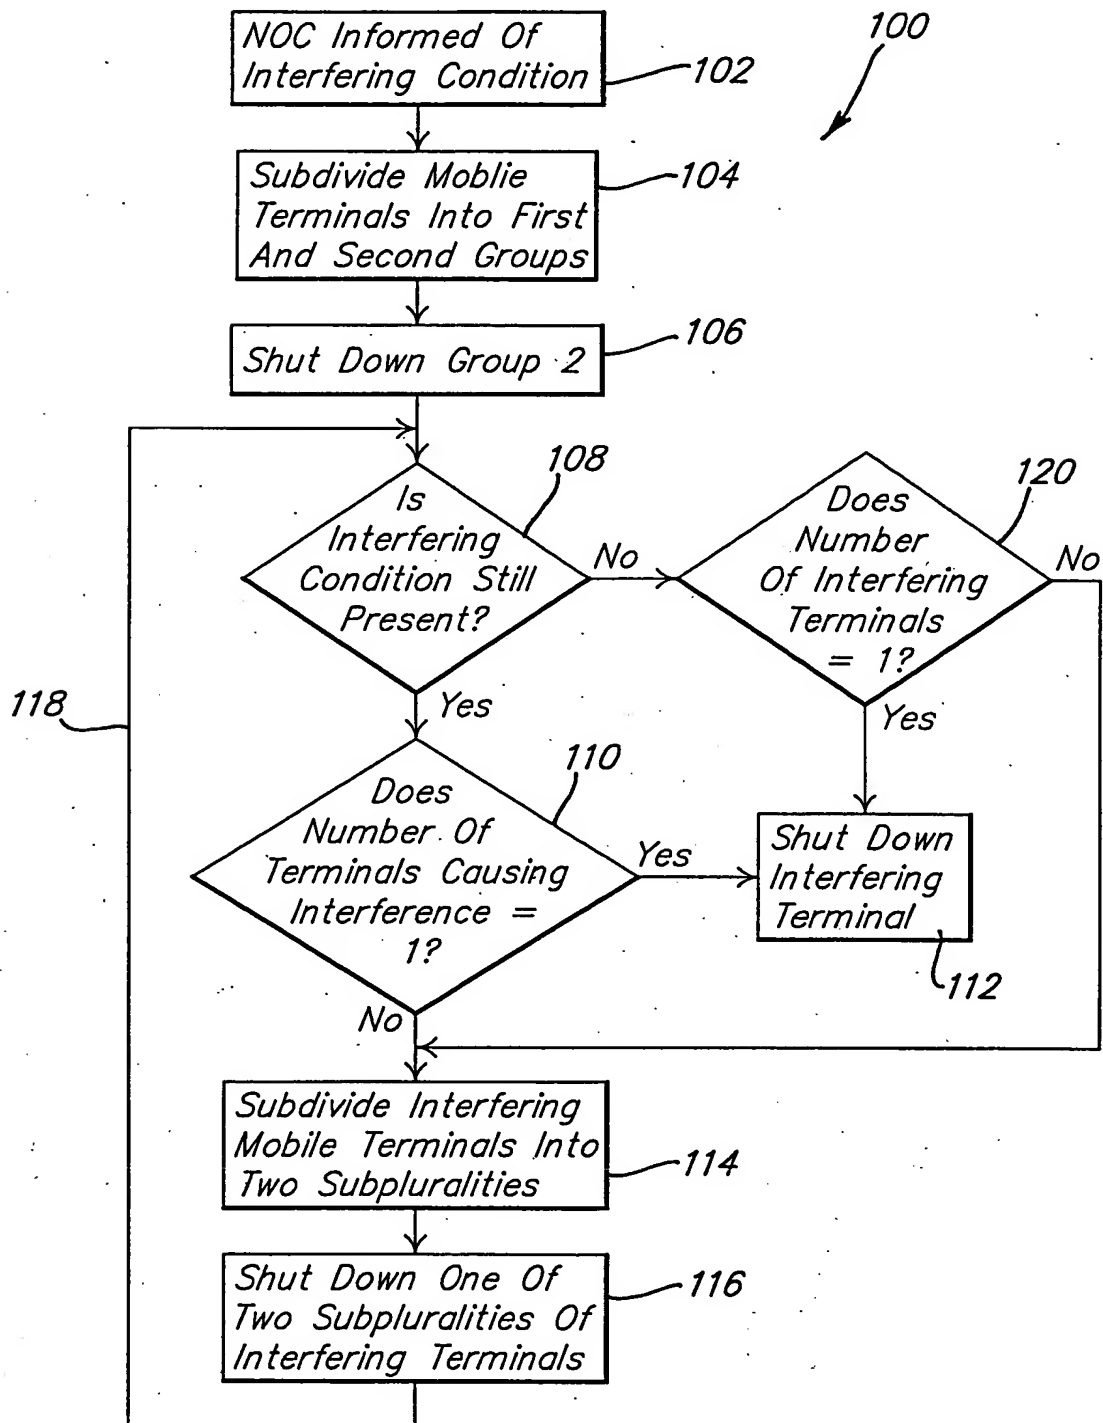 NOC Informed Of
Interfering Condition
102
100
Subdivide Moblie
Terminals Into First
And Second Groups
104
Shut Down Group 2
106
Is
Interfering
Condition Still
Present?
108
No
Yes
Does
Number
Of Interfering
Terminals
= 1?
120
No
Yes
118
Does
Number Of
Terminals Causing
Interference =
1?
110
Yes
No
Shut Down
Interfering
Terminal
112
Subdivide Interfering
Mobile Terminals Into
Two Subpluralities
114
Shut Down One Of
Two Subpluralities Of
Interfering Terminals
116